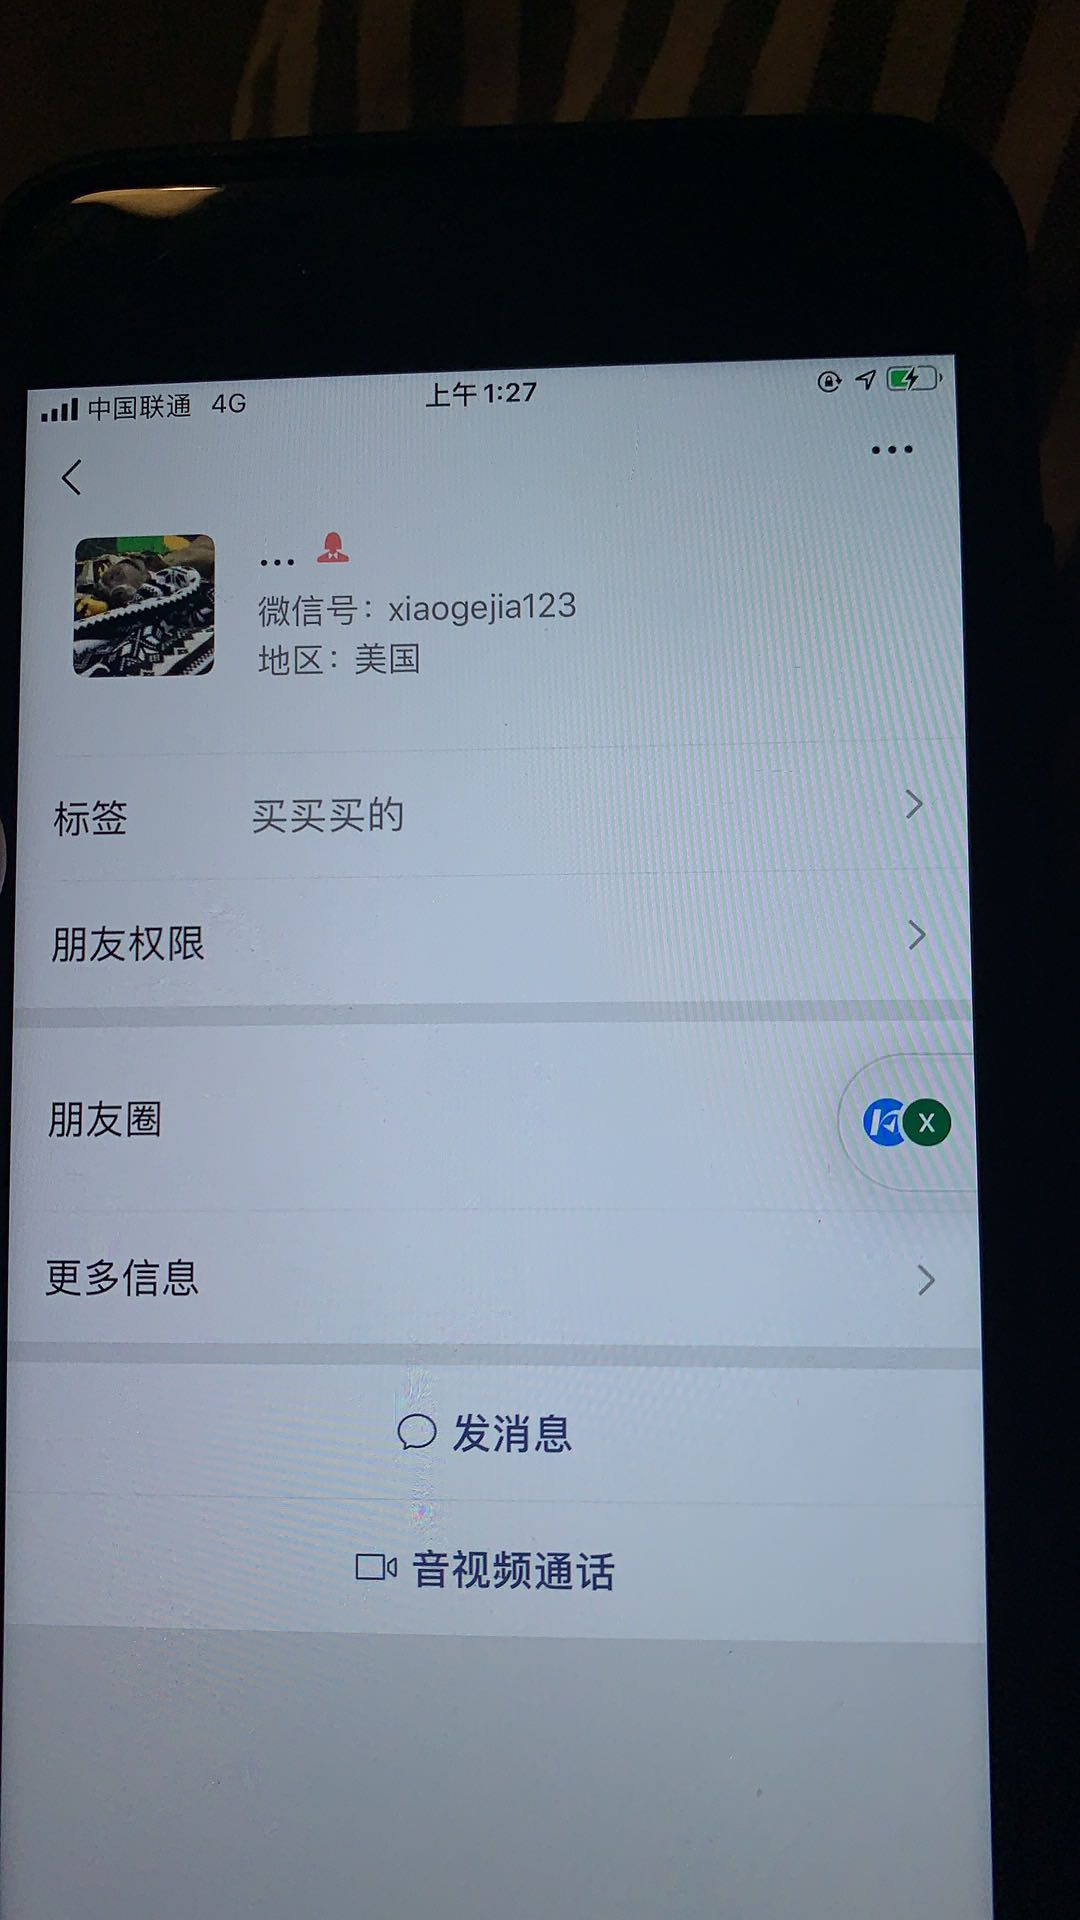 中国联通 4G 上午1:27
...
微信号：xiaogejia123
地区：美国
标签 买买买的
朋友权限
朋友圈
X
更多信息
发消息
音视频通话